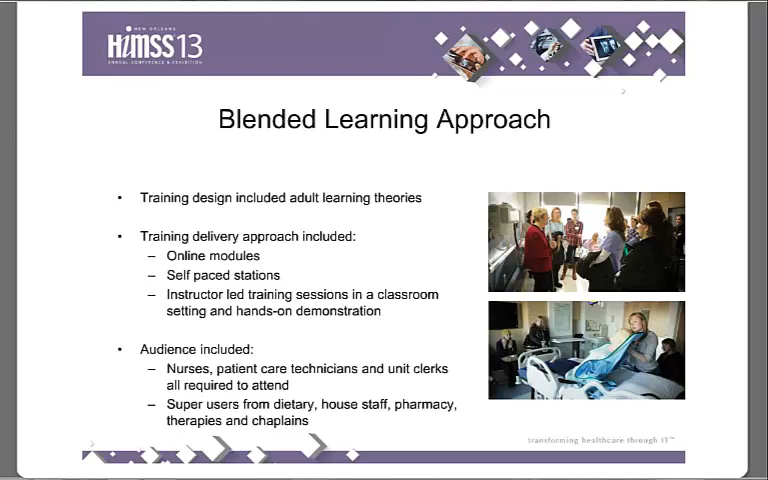 NEW ORLEANS
HIMSS13
ANNUAL CONFERENCE & EXHIBITION
Blended Learning Approach
• Training design included adult learning theories
• Training delivery approach included:
– Online modules
– Self paced stations
– Instructor led training sessions in a classroom
setting and hands-on demonstration
• Audience included:
– Nurses, patient care technicians and unit clerks
all required to attend
– Super users from dietary, house staff, pharmacy,
therapies and chaplains
transforming healthcare through IT™